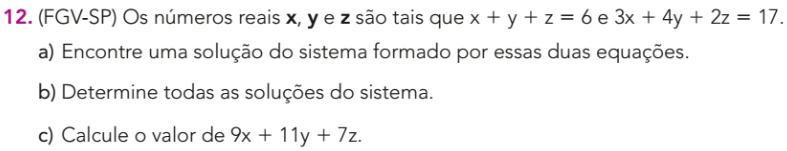 12. (FGV-SP) Os números reais x, y e z são tais que x + y + z = 6 e 3x + 4y + 2z = 17.
a) Encontre uma solução do sistema formado por essas duas equações.
b) Determine todas as soluções do sistema.
c) Calcule o valor de 9x + 11y + 7z.